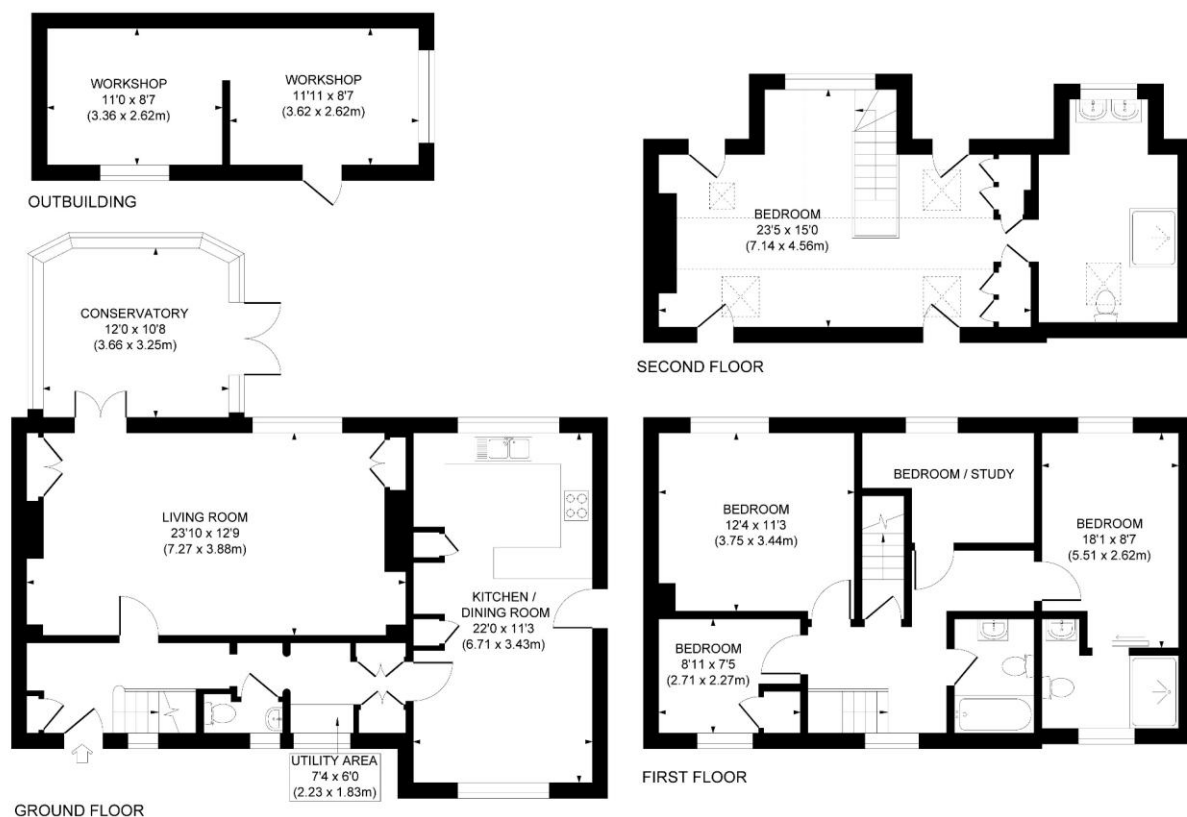 WORKSHOP
11'0 x 8'7
(3.36 x 2.62m)
WORKSHOP
11'11 x 8'7
(3.62 x 2.62m)
OUTBUILDING
BEDROOM
23'5 x 15'0
(7.14 x 4.56m)
SECOND FLOOR
CONSERVATORY
12'0 x 10'8
(3.66 x 3.25m)
LIVING ROOM
23'10 x 12'9
(7.27 x 3.88m)
KITCHEN /
DINING ROOM
22'0 x 11'3
(6.71 x 3.43m)
UTILITY AREA
7'4 x 6'0
(2.23 x 1.83m)
GROUND FLOOR
BEDROOM
12'4 x 11'3
(3.75 x 3.44m)
BEDROOM / STUDY
BEDROOM
18'1 x 8'7
(5.51 x 2.62m)
BEDROOM
8'11 x 7'5
(2.71 x 2.27m)
FIRST FLOOR